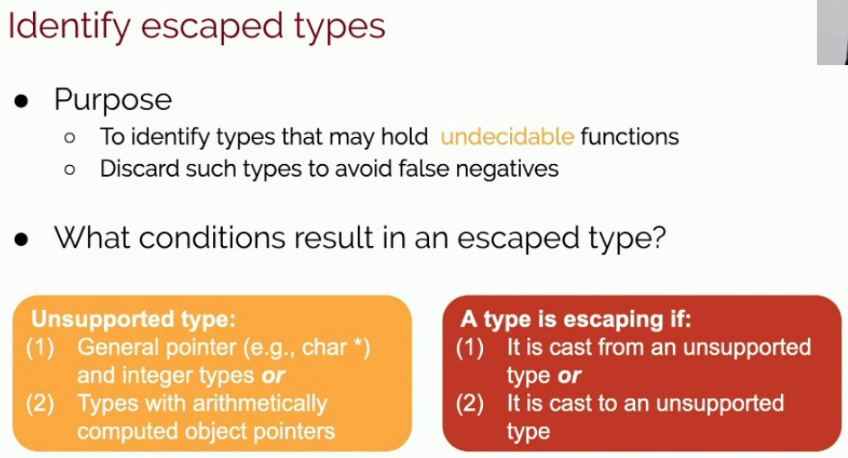 Identify escaped types
● Purpose
○ To identify types that may hold undecidable functions
○ Discard such types to avoid false negatives
● What conditions result in an escaped type?
Unsupported type:
(1) General pointer (e.g., char *)
and integer types or
(2) Types with arithmetically
computed object pointers
A type is escaping if:
(1) It is cast from an unsupported
type or
(2) It is cast to an unsupported
type